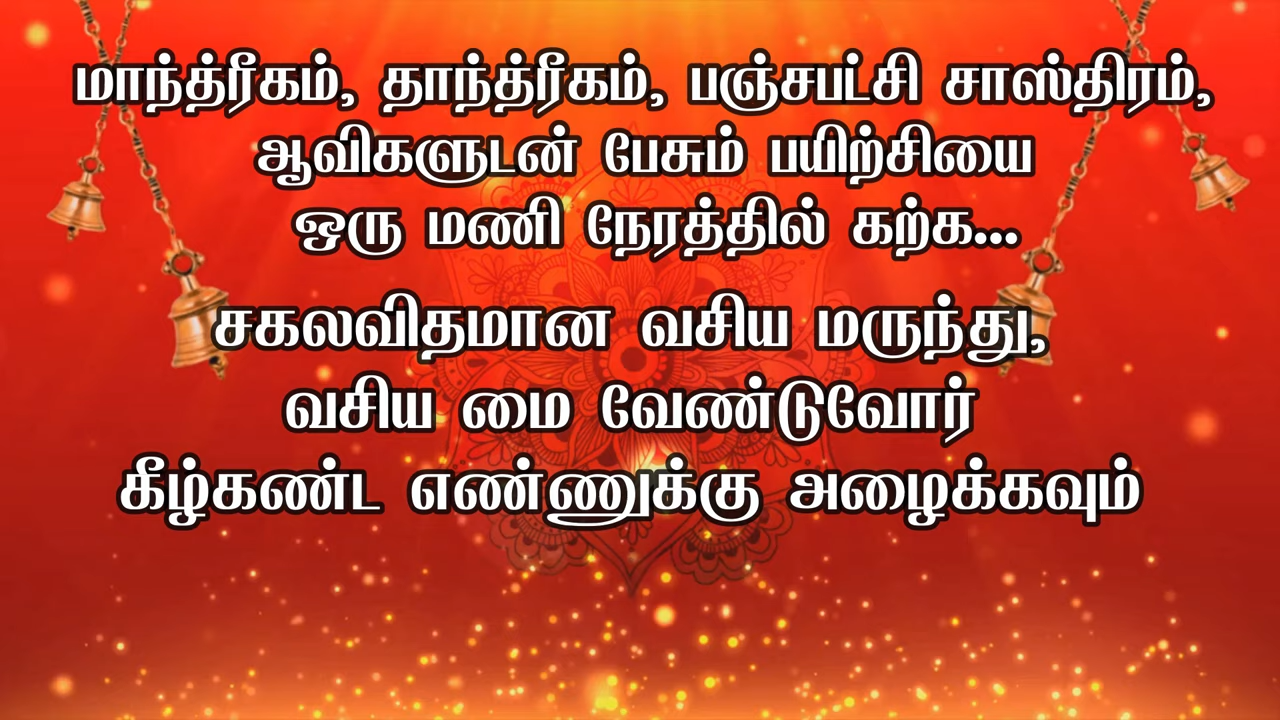 மாந்த்ரீகம், தாந்த்ரீகம், பஞ்சபட்சி சாஸ்திரம்,
ஆவிகளுடன் பேசும் பயிற்சியை
ஒரு மணி நேரத்தில் கற்க...
சகலவிதமான வசிய மருந்து,
வசிய மை வேண்டுவோர்
கீழ்கண்ட எண்ணுக்கு அழைக்கவும்